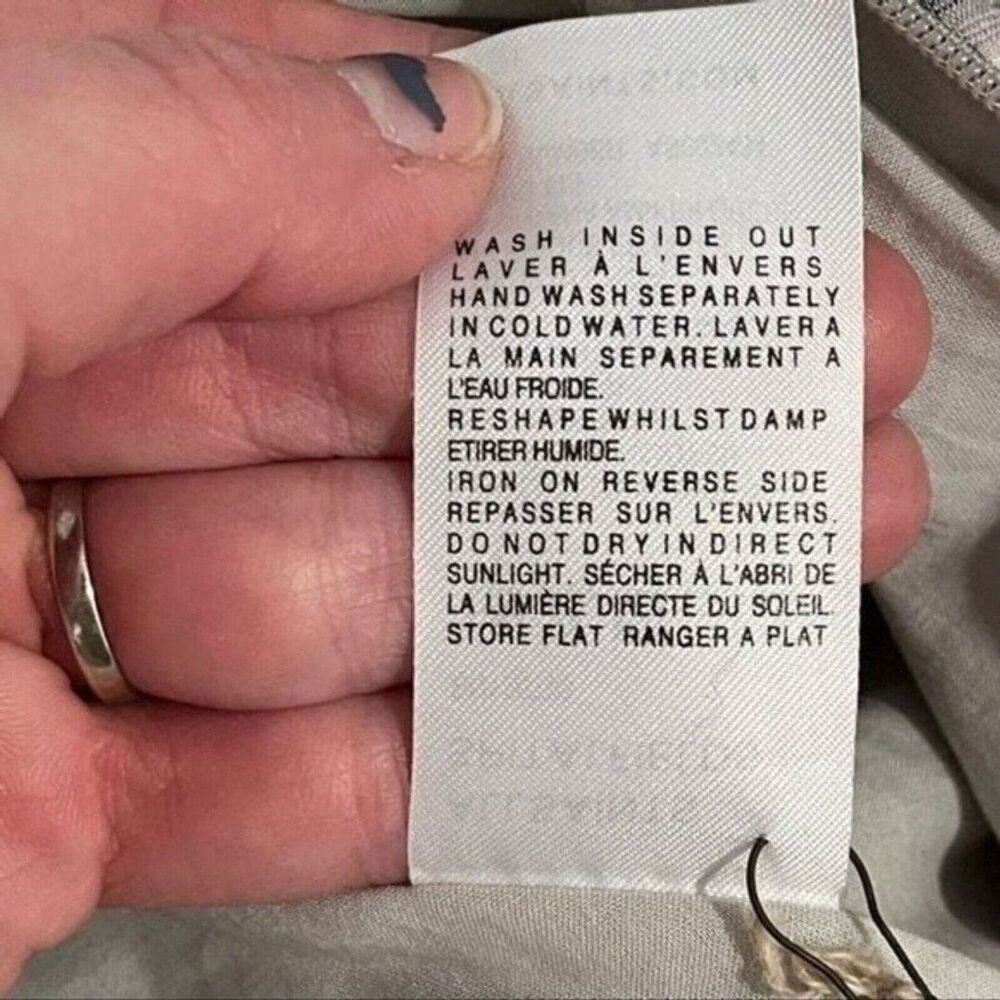 WASH INSIDE OUT
LAVER À L'ENVERS
HAND WASH SEPARATELY
IN COLD WATER. LAVER A
LA MAIN SEPAREMENT A
L'EAU FROIDE.
RESHAPE WHILST DAMP
ETIRER HUMIDE.
IRON ON REVERSE SIDE
REPASSER SUR L'ENVERS.
DO NOT DRY IN DIRECT
SUNLIGHT. SÉCHER À L'ABRI DE
LA LUMIÈRE DIRECTE DU SOLEIL
STORE FLAT RANGER A PLAT